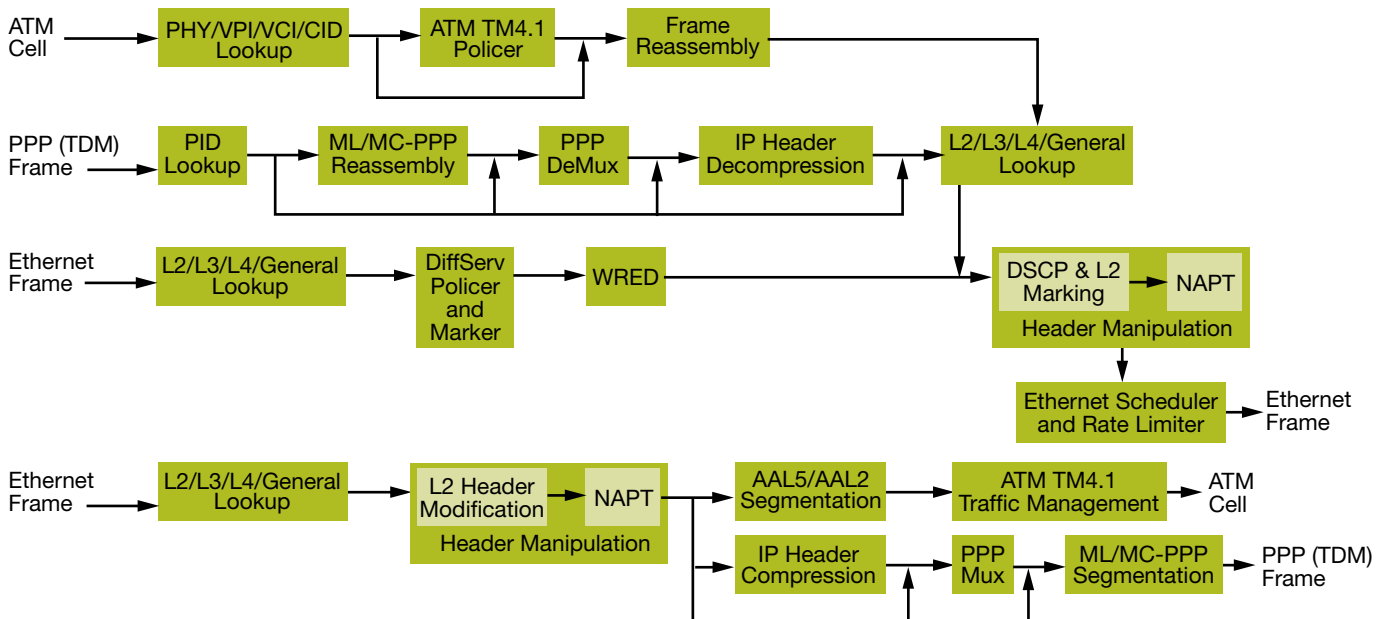 ATM
Cell
PHY/VPI/VCI/CID
Lookup
ATM TM4.1
Policer
Frame
Reassembly
PPP (TDM)
Frame
PID
Lookup
ML/MC-PPP
Reassembly
PPP
DeMux
IP Header
Decompression
L2/L3/L4/General
Lookup
Ethernet
Frame
L2/L3/L4/General
Lookup
DiffServ
Policer
and
Marker
WRED
DSCP & L2
Marking
NAPT
Header Manipulation
Ethernet Scheduler
and Rate Limiter
Ethernet
Frame
Ethernet
Frame
L2/L3/L4/General
Lookup
L2 Header
Modification
NAPT
Header Manipulation
AAL5/AAL2
Segmentation
ATM TM4.1
Traffic Management
ATM
Cell
IP Header
Compression
PPP
Mux
ML/MC-PPP
Segmentation
PPP (TDM)
Frame